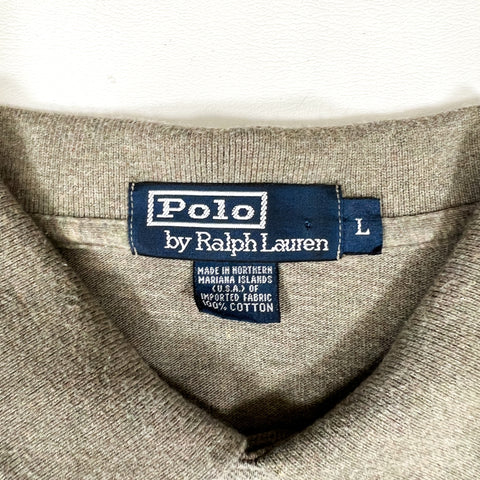 Polo
by Ralph Lauren
L
MADE IN NORTHERN
MARIANA ISLANDS
(U.S.A.) OF
IMPORTED FABRIC
100% COTTON